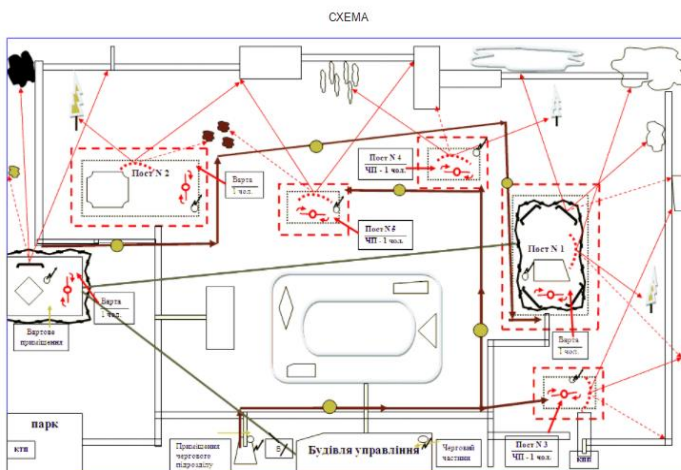 СХЕМА
Пост N 2
Варта
1 чол.
Пост N 4
ЧП - 1 чол.
Пост N 5
ЧП - 1 чол.
Пост N 1
Варта
1 чол.
Варта
1 чол.
Вартове
приміщення
Пост N 3
ЧП - 1 чол.
кпп
парк
ктп
Приміщення
чергового
підрозділу
Будівля управління
Черговий
частини